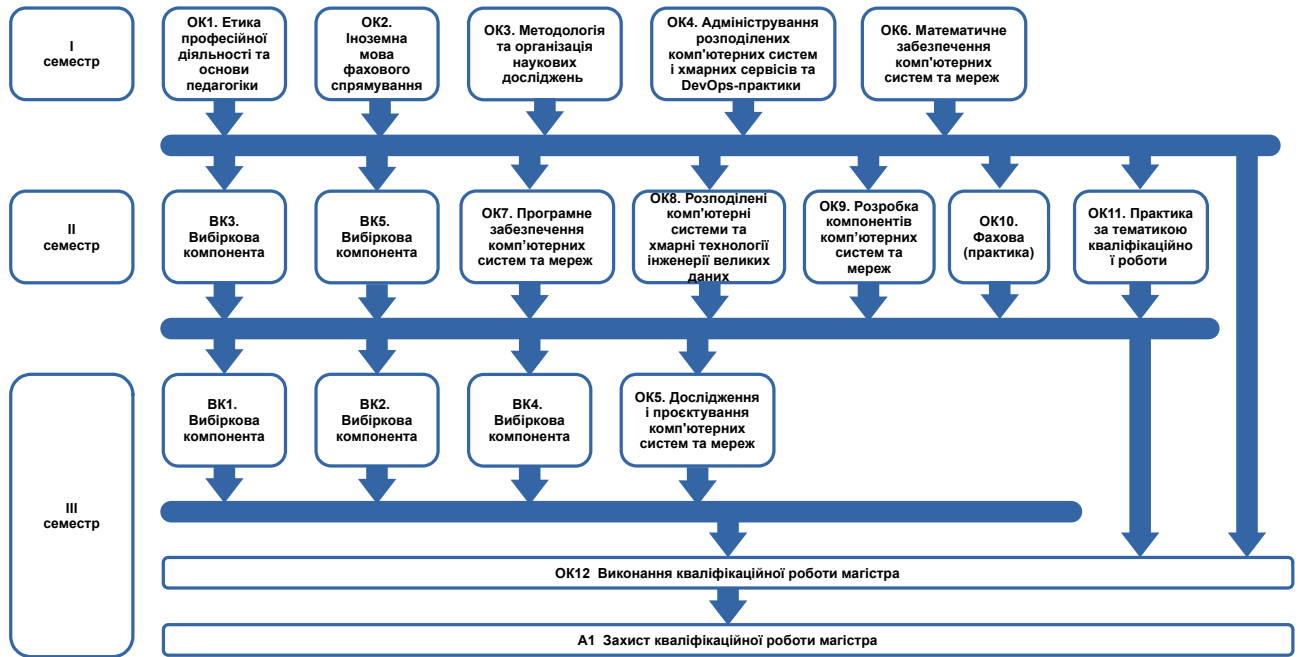 І
семестр
ОК1. Етика
професійної
діяльності та
основи
педагогіки
ОК2.
Іноземна
мова
фахового
спрямування
ОК3. Методологія
та організація
наукових
досліджень
ОК4. Адміністрування
розподілених
комп'ютерних систем
і хмарних сервісів та
DevOps-практики
ОК6. Математичне
забезпечення
комп'ютерних
систем та мереж
ІІ
семестр
ВК3.
Вибіркова
компонента
ВК5.
Вибіркова
компонента
ОК7. Програмне
забезпечення
комп’ютерних
систем та мереж
ОК8. Розподілені
комп'ютерні
системи та
хмарні технології
інженерії великих
даних
ОК9. Розробка
компонентів
комп’ютерних
систем та
мереж
ОК10.
Фахова
(практика)
ОК11. Практика
за тематикою
кваліфікаційно
ї роботи
ІІІ
семестр
ВК1.
Вибіркова
компонента
ВК2.
Вибіркова
компонента
ВК4.
Вибіркова
компонента
ОК5. Дослідження
і проєктування
комп'ютерних
систем та мереж
ОК12 Виконання кваліфікаційної роботи магістра
А1 Захист кваліфікаційної роботи магістра